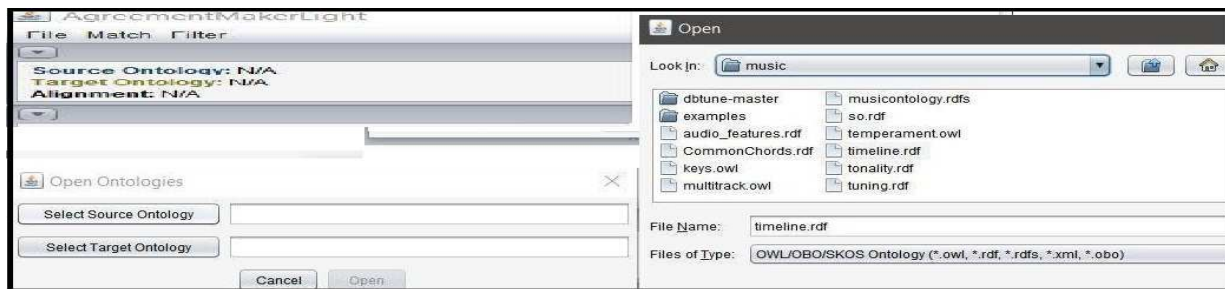 AgreementMakerLight
File Match Filter
Source Ontology: N/A
Target Ontology: N/A
Alignment: N/A
Open Ontologies
Select Source Ontology
Select Target Ontology
Cancel Open
Open
Look In: music
dbtune-master musicontology.rdfs
examples so.rdf
audio_features.rdf temperament.owl
CommonChords.rdf timeline.rdf
keys.owl tonality.rdf
multitrack.owl tuning.rdf
File Name: timeline.rdf
Files of Type: OWL/OBO/SKOS Ontology (*.owl, *.rdf, *.rdfs, *.xml, *.obo)